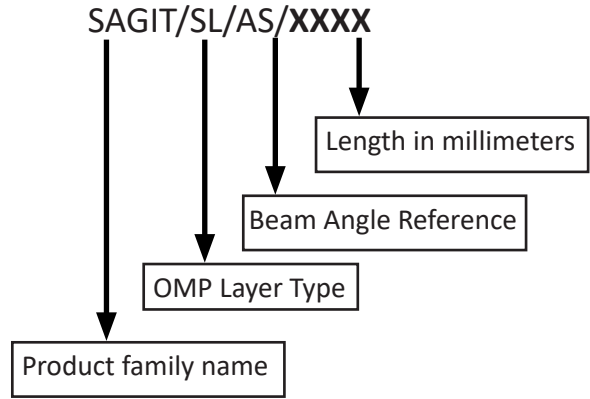 SAGIT/SL/AS/XXXX
Length in millimeters
Beam Angle Reference
OMP Layer Type
Product family name